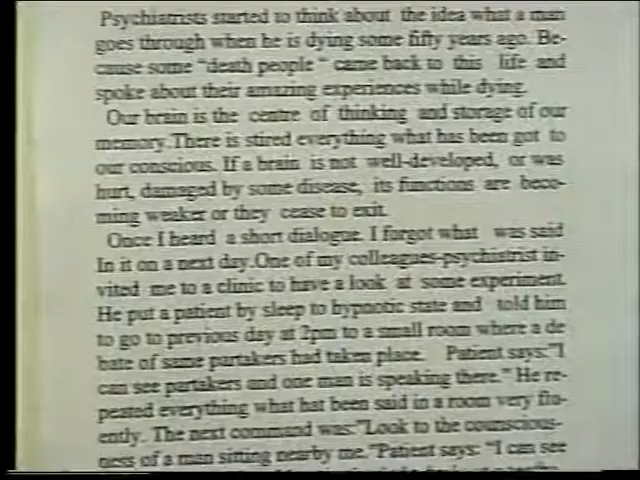 Psychiatrists started to think about the idea what a man
goes through when he is dying some fifty years ago. Be-
cause some "death people" came back to this life and
spoke about their amazing experiences while dying.
Our brain is the centre of thinking and storage of our
memory.There is stired everything what has been got to
our conscious. If a brain is not well-developed, or was
hurt, damaged by some disease, its functions are beco-
ming weaker or they cease to exit.
Once I heard a short dialogue. I forgot what was said
In it on a next day.One of my colleagues-psychiatrist in-
vited me to a clinic to have a look at some experiment.
He put a patient by sleep to hypnotic state and told him
to go to previous day at 2pm to a small room where a de
bate of some partakers had taken place. Patient says:"I
can see partakers and one man is speaking there." He re-
peated everything what hat been said in a room very flu-
ently. The next command was:"Look to the counscious-
ness of a man sitting nearby me."Patient says: "I can see